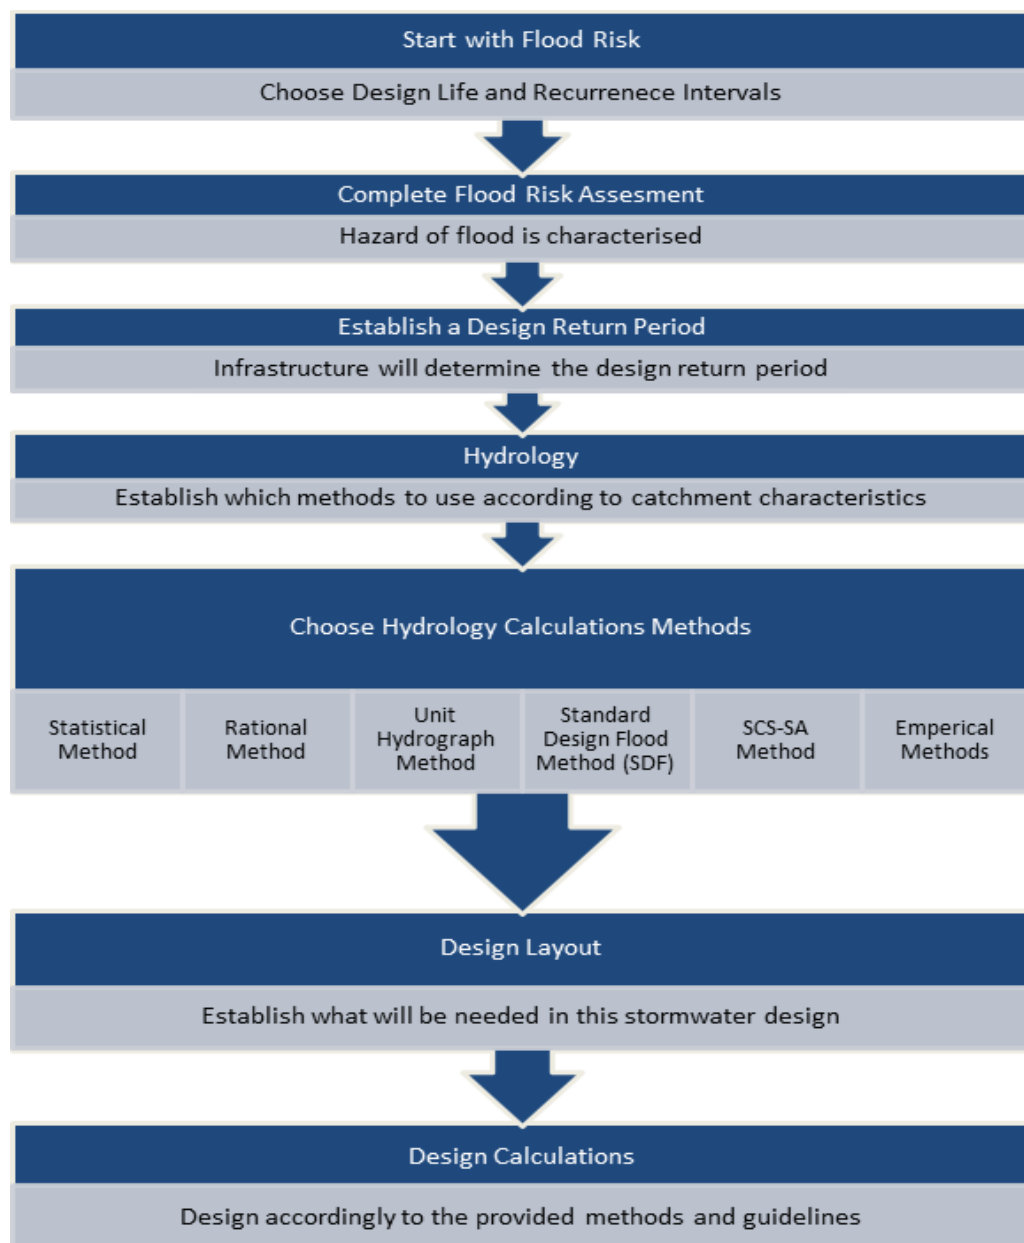 Start with Flood Risk
Choose Design Life and Recurrenece Intervals
Complete Flood Risk Assesment
Hazard of flood is characterised
Establish a Design Return Period
Infrastructure will determine the design return period
Hydrology
Establish which methods to use according to catchment characteristics
Choose Hydrology Calculations Methods
Statistical
Method
Rational
Method
Unit
Hydrograph
Method
Standard
Design Flood
Method (SDF)
SCS-SA
Method
Emperical
Methods
Design Layout
Establish what will be needed in this stormwater design
Design Calculations
Design accordingly to the provided methods and guidelines